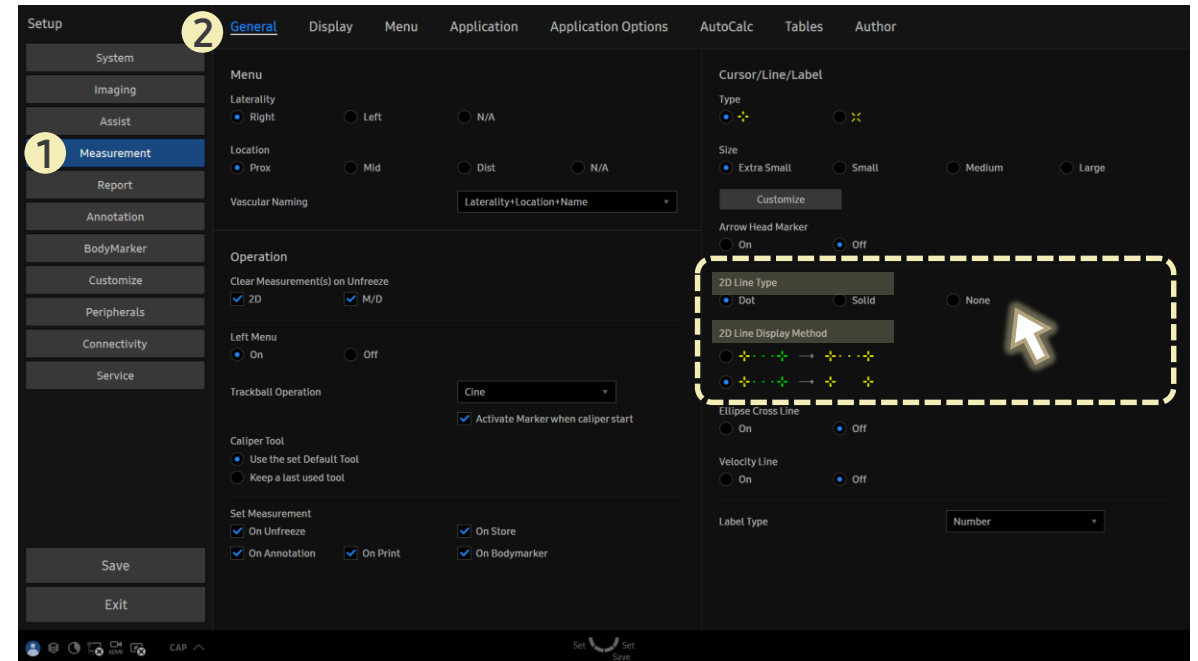 Setup
2
General Display Menu Application Application Options AutoCalc Tables Author
System
Imaging
Assist
1
Measurement
Report
Annotation
BodyMarker
Customize
Peripherals
Connectivity
Service
Save
Exit
Menu
Laterality
Right Left N/A
Location
Prox Mid Dist N/A
Vascular Naming Laterality+Location+Name
Operation
Clear Measurement(s) on Unfreeze
2D M/D
Left Menu
On Off
Trackball Operation Cine
Activate Marker when caliper start
Caliper Tool
Use the set Default Tool
Keep a last used tool
Set Measurement
On Unfreeze On Store
On Annotation On Print On Bodymarker
Cursor/Line/Label
Type
Size
Extra Small Small Medium Large
Customize
Arrow Head Marker
On Off
2D Line Type
Dot Solid None
2D Line Display Method
Ellipse Cross Line
On Off
Velocity Line
On Off
Label Type Number
CAP
Set Set
Save